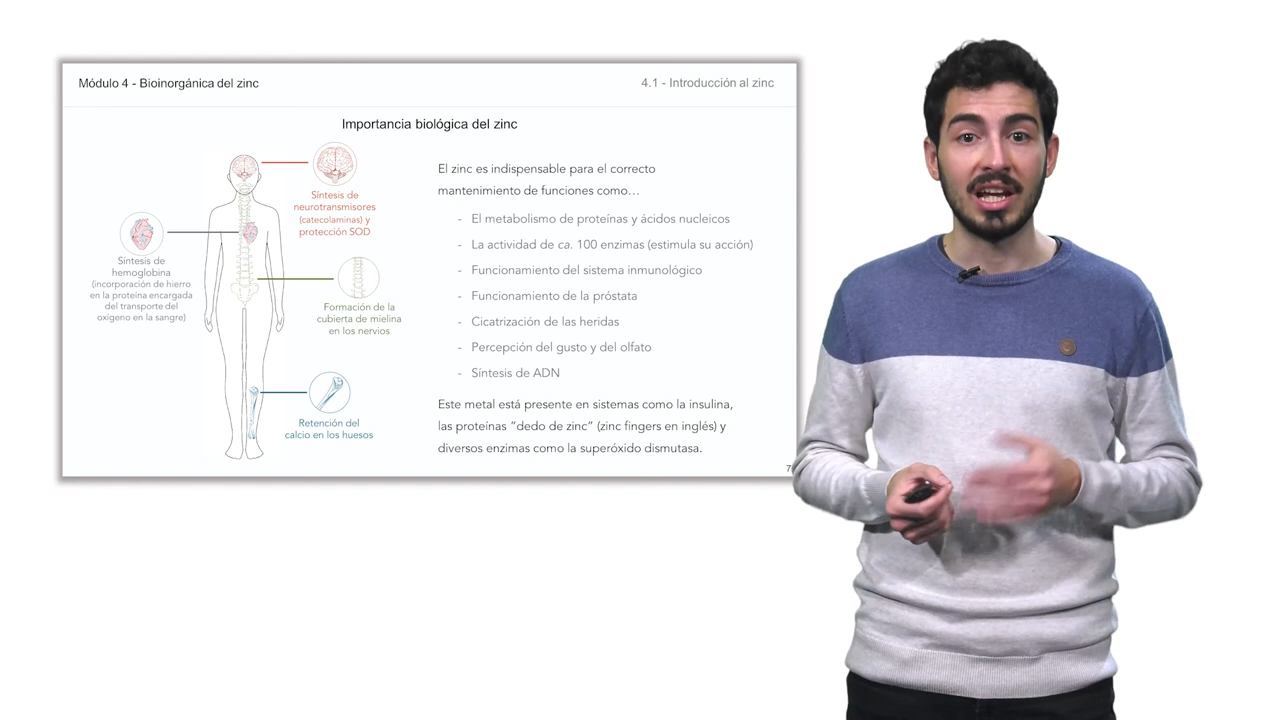 Módulo 4 - Bioinorgánica del zinc
4.1 - Introducción al zinc
Importancia biológica del zinc
Síntesis de
neurotransmisores
(catecolaminas) y
protección SOD
Síntesis de
hemoglobina
(incorporación de hierro
en la proteína encargada
del transporte del
oxígeno en la sangre)
Formación de la
cubierta de mielina
en los nervios
Retención del
calcio en los huesos
El zinc es indispensable para el correcto
mantenimiento de funciones como…
- El metabolismo de proteínas y ácidos nucleicos
- La actividad de ca. 100 enzimas (estimula su acción)
- Funcionamiento del sistema inmunológico
- Funcionamiento de la próstata
- Cicatrización de las heridas
- Percepción del gusto y del olfato
- Síntesis de ADN
Este metal está presente en sistemas como la insulina,
las proteínas “dedo de zinc” (zinc fingers en inglés) y
diversos enzimas como la superóxido dismutasa.
7